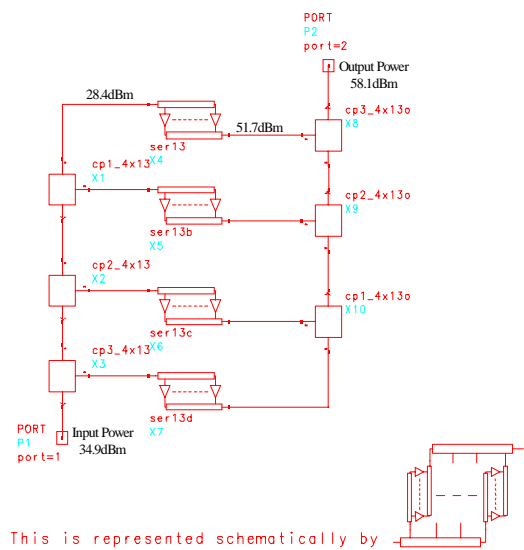 PORT
P2
port=2
Output Power
58.1dBm
28.4dBm
51.7dBm
cp3_4x13o
X8
ser13
X4
cp1_4x13
X1
cp2_4x13o
X9
ser13b
X5
cp2_4x13
X2
cp1_4x13o
X10
ser13c
X6
cp3_4x13
X3
ser13d
X7
PORT
P1
port=1
Input Power
34.9dBm
This is represented schematically by